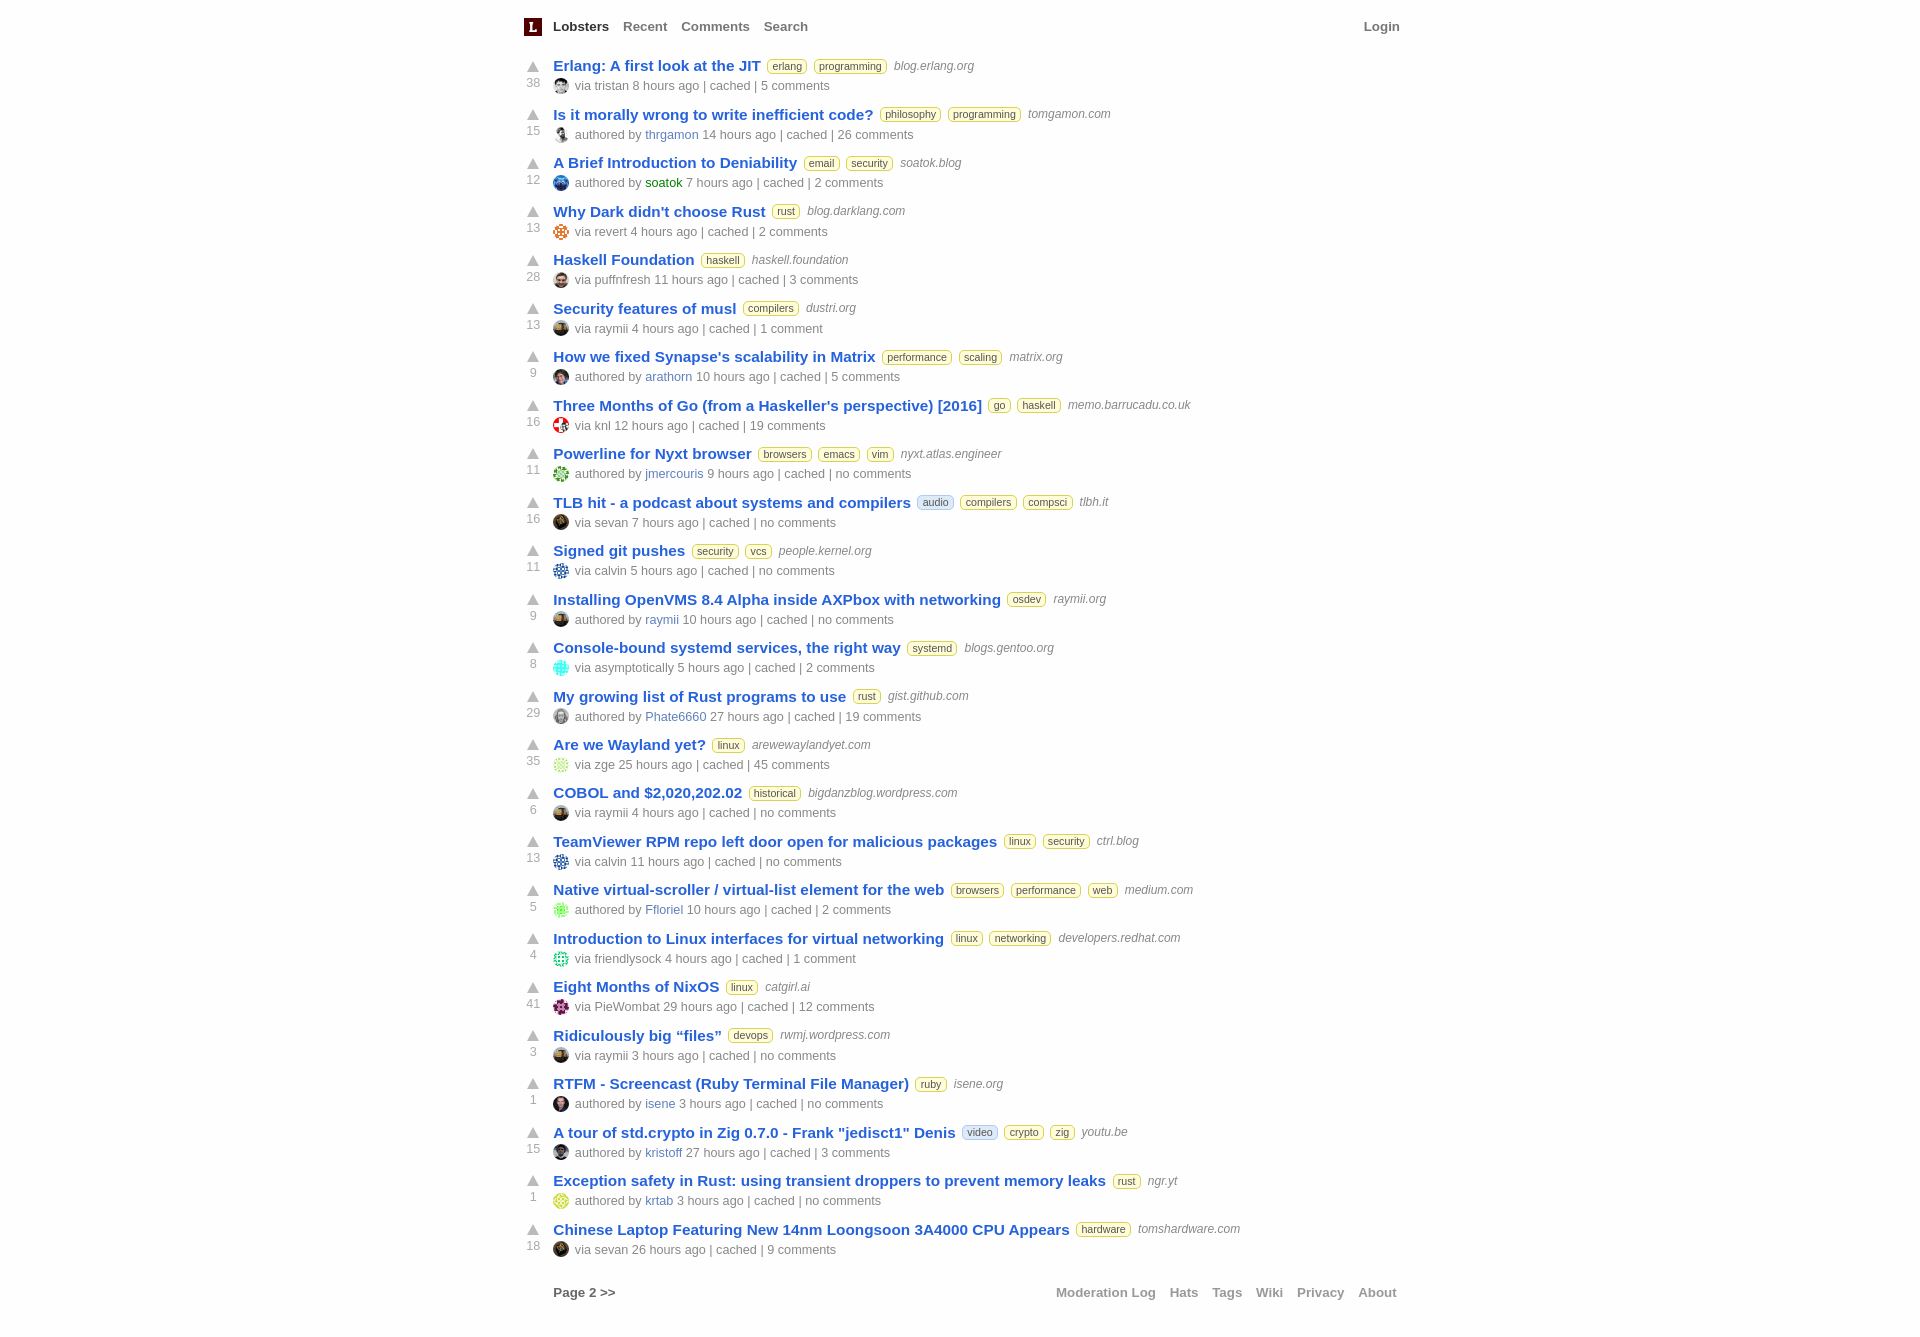 L Lobsters Recent Comments Search Login
Erlang: A first look at the JIT erlang programming blog.erlang.org
38 via tristan 8 hours ago | cached | 5 comments
Is it morally wrong to write inefficient code? philosophy programming tomgamon.com
15 authored by thrgamon 14 hours ago | cached | 26 comments
A Brief Introduction to Deniability email security soatok.blog
12 authored by soatok 7 hours ago | cached | 2 comments
Why Dark didn't choose Rust rust blog.darklang.com
13 via revert 4 hours ago | cached | 2 comments
Haskell Foundation haskell haskell.foundation
28 via puffnfresh 11 hours ago | cached | 3 comments
Security features of musl compilers dustri.org
13 via raymii 4 hours ago | cached | 1 comment
How we fixed Synapse's scalability in Matrix performance scaling matrix.org
9 authored by arathorn 10 hours ago | cached | 5 comments
Three Months of Go (from a Haskeller's perspective) [2016] go haskell memo.barrucadu.co.uk
16 via knl 12 hours ago | cached | 19 comments
Powerline for Nyxt browser browsers emacs vim nyxt.atlas.engineer
11 authored by jmercouris 9 hours ago | cached | no comments
TLB hit - a podcast about systems and compilers audio compilers compsci tlbh.it
16 via sevan 7 hours ago | cached | no comments
Signed git pushes security vcs people.kernel.org
11 via calvin 5 hours ago | cached | no comments
Installing OpenVMS 8.4 Alpha inside AXPbox with networking osdev raymii.org
9 authored by raymii 10 hours ago | cached | no comments
Console-bound systemd services, the right way systemd blogs.gentoo.org
8 via asymptotically 5 hours ago | cached | 2 comments
My growing list of Rust programs to use rust gist.github.com
29 authored by Phate6660 27 hours ago | cached | 19 comments
Are we Wayland yet? linux arewewaylandyet.com
35 via zge 25 hours ago | cached | 45 comments
COBOL and $2,020,202.02 historical bigdanzblog.wordpress.com
6 via raymii 4 hours ago | cached | no comments
TeamViewer RPM repo left door open for malicious packages linux security ctrl.blog
13 via calvin 11 hours ago | cached | no comments
Native virtual-scroller / virtual-list element for the web browsers performance web medium.com
5 authored by Ffloriel 10 hours ago | cached | 2 comments
Introduction to Linux interfaces for virtual networking linux networking developers.redhat.com
4 via friendlysock 4 hours ago | cached | 1 comment
Eight Months of NixOS linux catgirl.ai
41 via PieWombat 29 hours ago | cached | 12 comments
Ridiculously big “files” devops rwmj.wordpress.com
3 via raymii 3 hours ago | cached | no comments
RTFM - Screencast (Ruby Terminal File Manager) ruby isene.org
1 authored by isene 3 hours ago | cached | no comments
A tour of std.crypto in Zig 0.7.0 - Frank "jedisct1" Denis video crypto zig youtu.be
15 authored by kristoff 27 hours ago | cached | 3 comments
Exception safety in Rust: using transient droppers to prevent memory leaks rust ngr.yt
1 authored by krtab 3 hours ago | cached | no comments
Chinese Laptop Featuring New 14nm Loongsoon 3A4000 CPU Appears hardware tomshardware.com
18 via sevan 26 hours ago | cached | 9 comments
Page 2 >> Moderation Log Hats Tags Wiki Privacy About